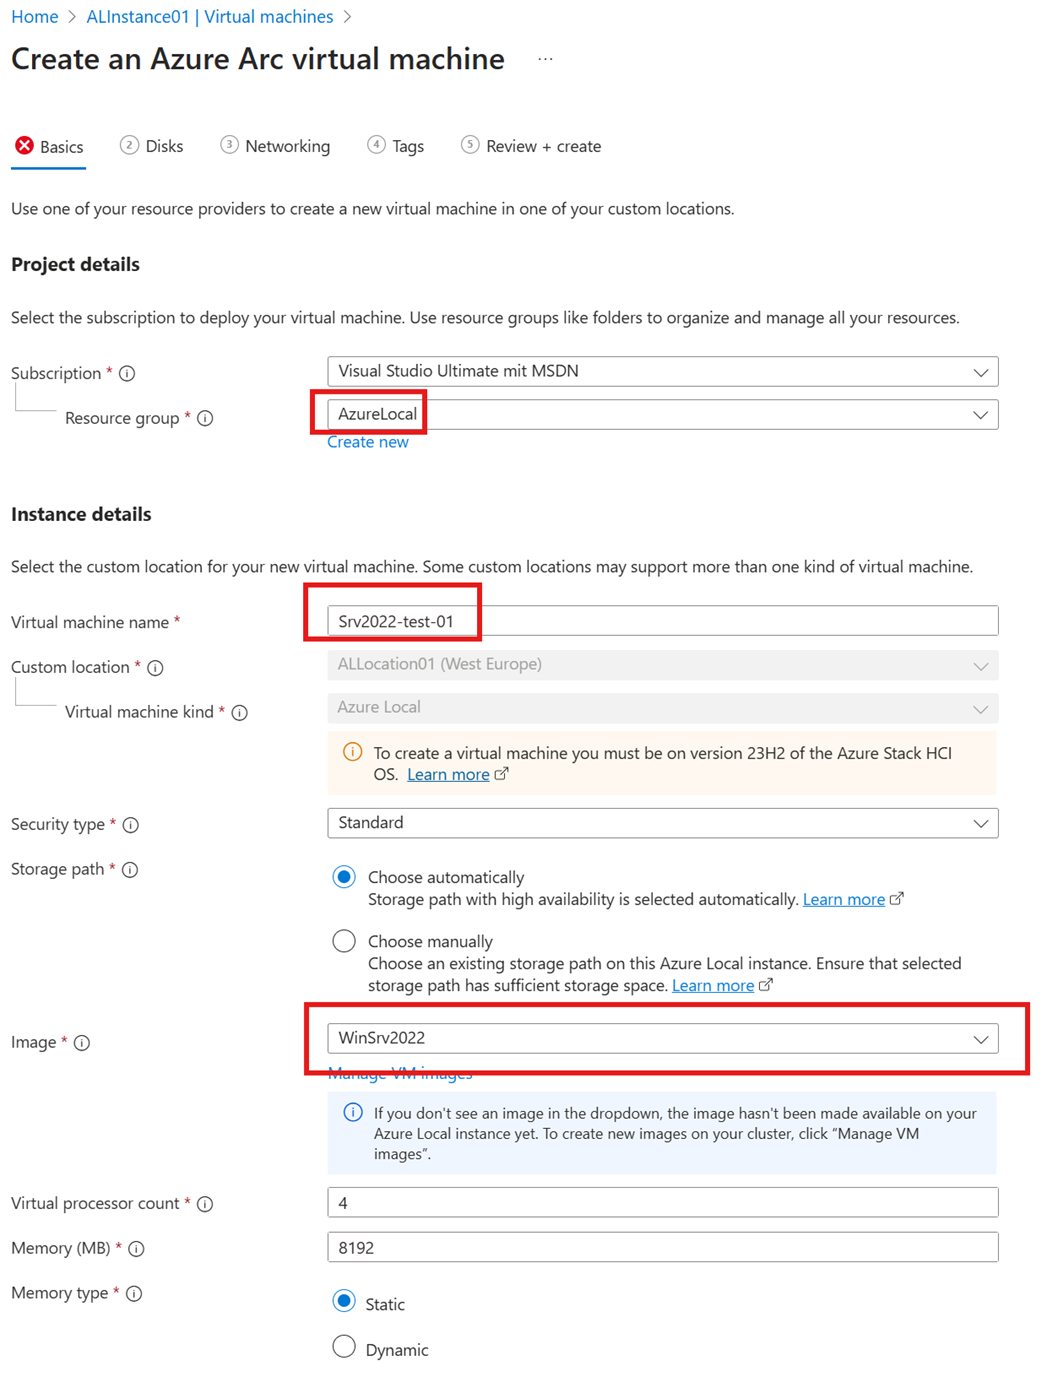 Home > ALInstance01 | Virtual machines >
Create an Azure Arc virtual machine ...
Basics 2 Disks 3 Networking 4 Tags 5 Review + create
Use one of your resource providers to create a new virtual machine in one of your custom locations.
Project details
Select the subscription to deploy your virtual machine. Use resource groups like folders to organize and manage all your resources.
Subscription * Visual Studio Ultimate mit MSDN
Resource group * AzureLocal
Create new
Instance details
Select the custom location for your new virtual machine. Some custom locations may support more than one kind of virtual machine.
Virtual machine name * Srv2022-test-01
Custom location * ALLocation01 (West Europe)
Virtual machine kind * Azure Local
To create a virtual machine you must be on version 23H2 of the Azure Stack HCI
OS. Learn more
Security type * Standard
Storage path * Choose automatically
Storage path with high availability is selected automatically. Learn more
Choose manually
Choose an existing storage path on this Azure Local instance. Ensure that selected
storage path has sufficient storage space. Learn more
Image * WinSrv2022
Manage VM images
If you don't see an image in the dropdown, the image hasn't been made available on your
Azure Local instance yet. To create new images on your cluster, click “Manage VM
images”.
Virtual processor count * 4
Memory (MB) * 8192
Memory type * Static
Dynamic